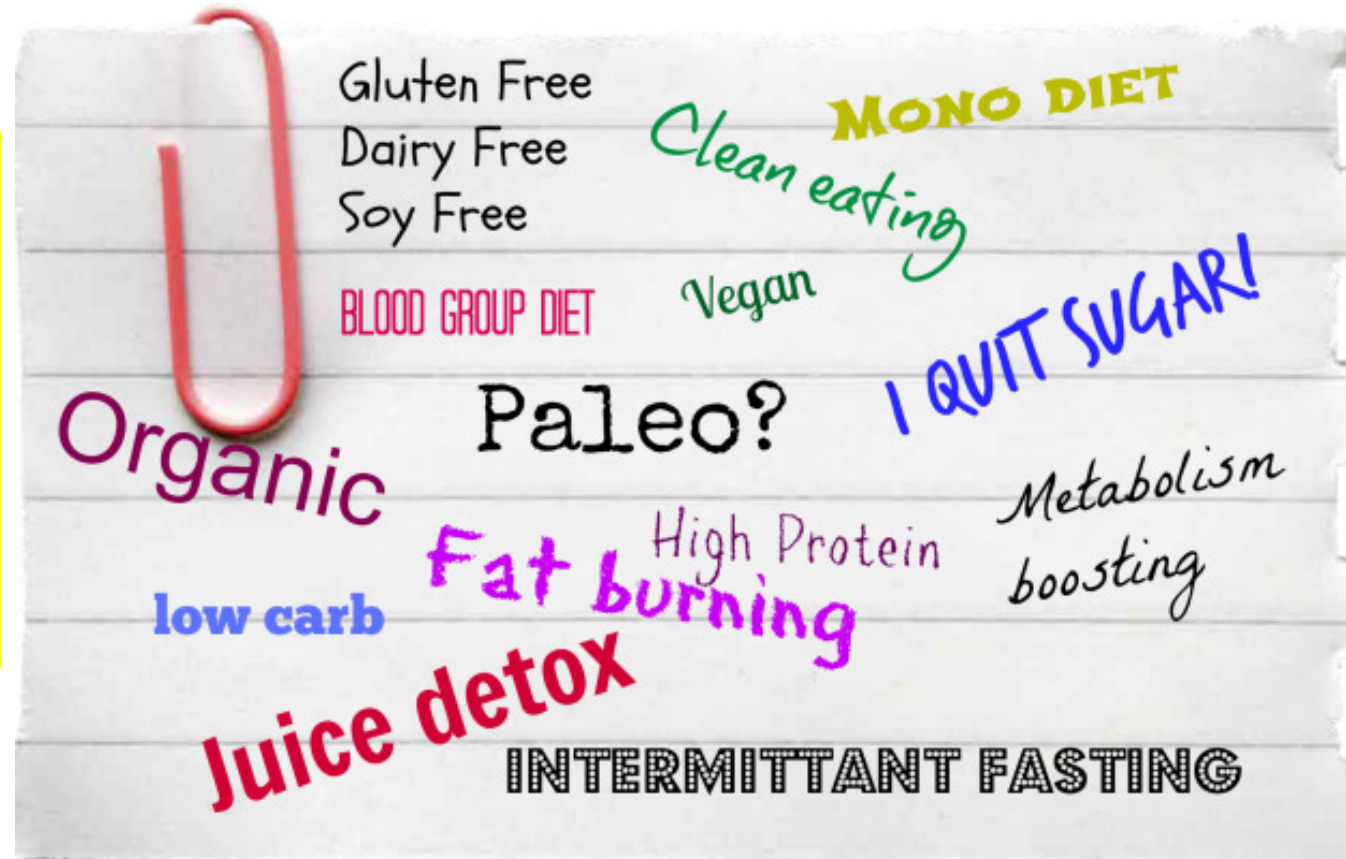 Gluten Free
Dairy Free
Soy Free
MONO DIET
Clean eating
BLOOD GROUP DIET
Vegan
I QUIT SUGAR!
Organic
Paleo?
Metabolism
boosting
High Protein
Fat burning
low carb
Juice detox
INTERMITTANT FASTING